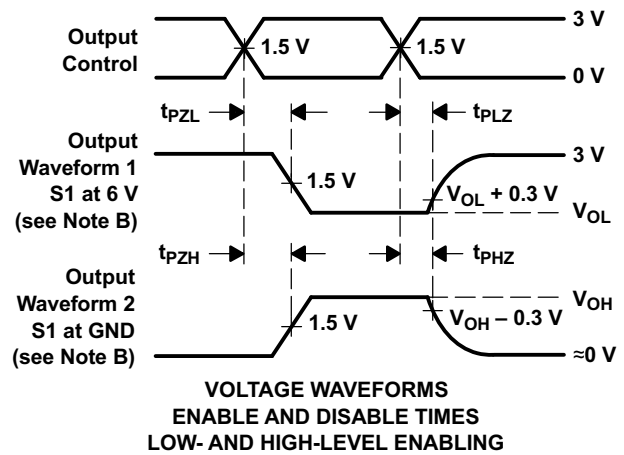 Output
Control
1.5 V
1.5 V
3 V
0 V
tPZL
tPLZ
Output
Waveform 1
S1 at 6 V
(see Note B)
1.5 V
3 V
VOL + 0.3 V
VOL
tPZH
tPHZ
Output
Waveform 2
S1 at GND
(see Note B)
1.5 V
VOH
VOH – 0.3 V
≈0 V
VOLTAGE WAVEFORMS
ENABLE AND DISABLE TIMES
LOW- AND HIGH-LEVEL ENABLING